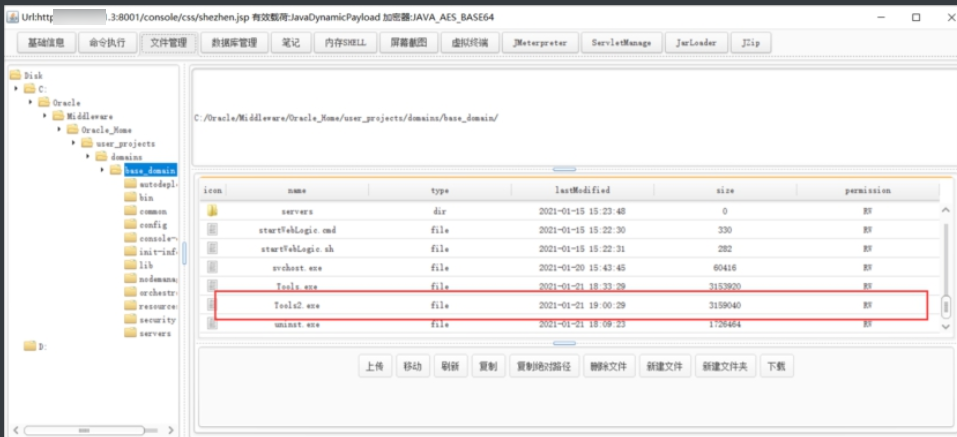 Url:http .3:8001/console/css/shezhen.jsp 有效载荷:JavaDynamicPayload 加密器:JAVA_AES_BASE64
基础信息 命令执行 文件管理 数据库管理 笔记 内存SHELL 屏幕截图 虚拟终端 JMeterpreter ServletManage JarLoader JZip
Disk
C:
Oracle
Middleware
Oracle_Home
user_projects
domains
base_domain
autodepl
bin
common
config
console-
init-inf
lib
nodemana
orchestr
resource
security
servers
D:
C:/Oracle/Middleware/Oracle_Home/user_projects/domains/base_domain/
icon name type lastModified size permission
servers dir 2021-01-15 15:23:48 0 RW
startWebLogic.cmd file 2021-01-15 15:22:30 330 RW
startWebLogic.sh file 2021-01-15 15:22:31 282 RW
svchost.exe file 2021-01-20 15:43:45 60416 RW
Tools.exe file 2021-01-21 18:33:29 3153920 RW
Tools2.exe file 2021-01-21 19:00:29 3159040 RW
uninst.exe file 2021-01-21 18:09:23 1726464 RW
上传 移动 刷新 复制 复制绝对路径 删除文件 新建文件 新建文件夹 下载